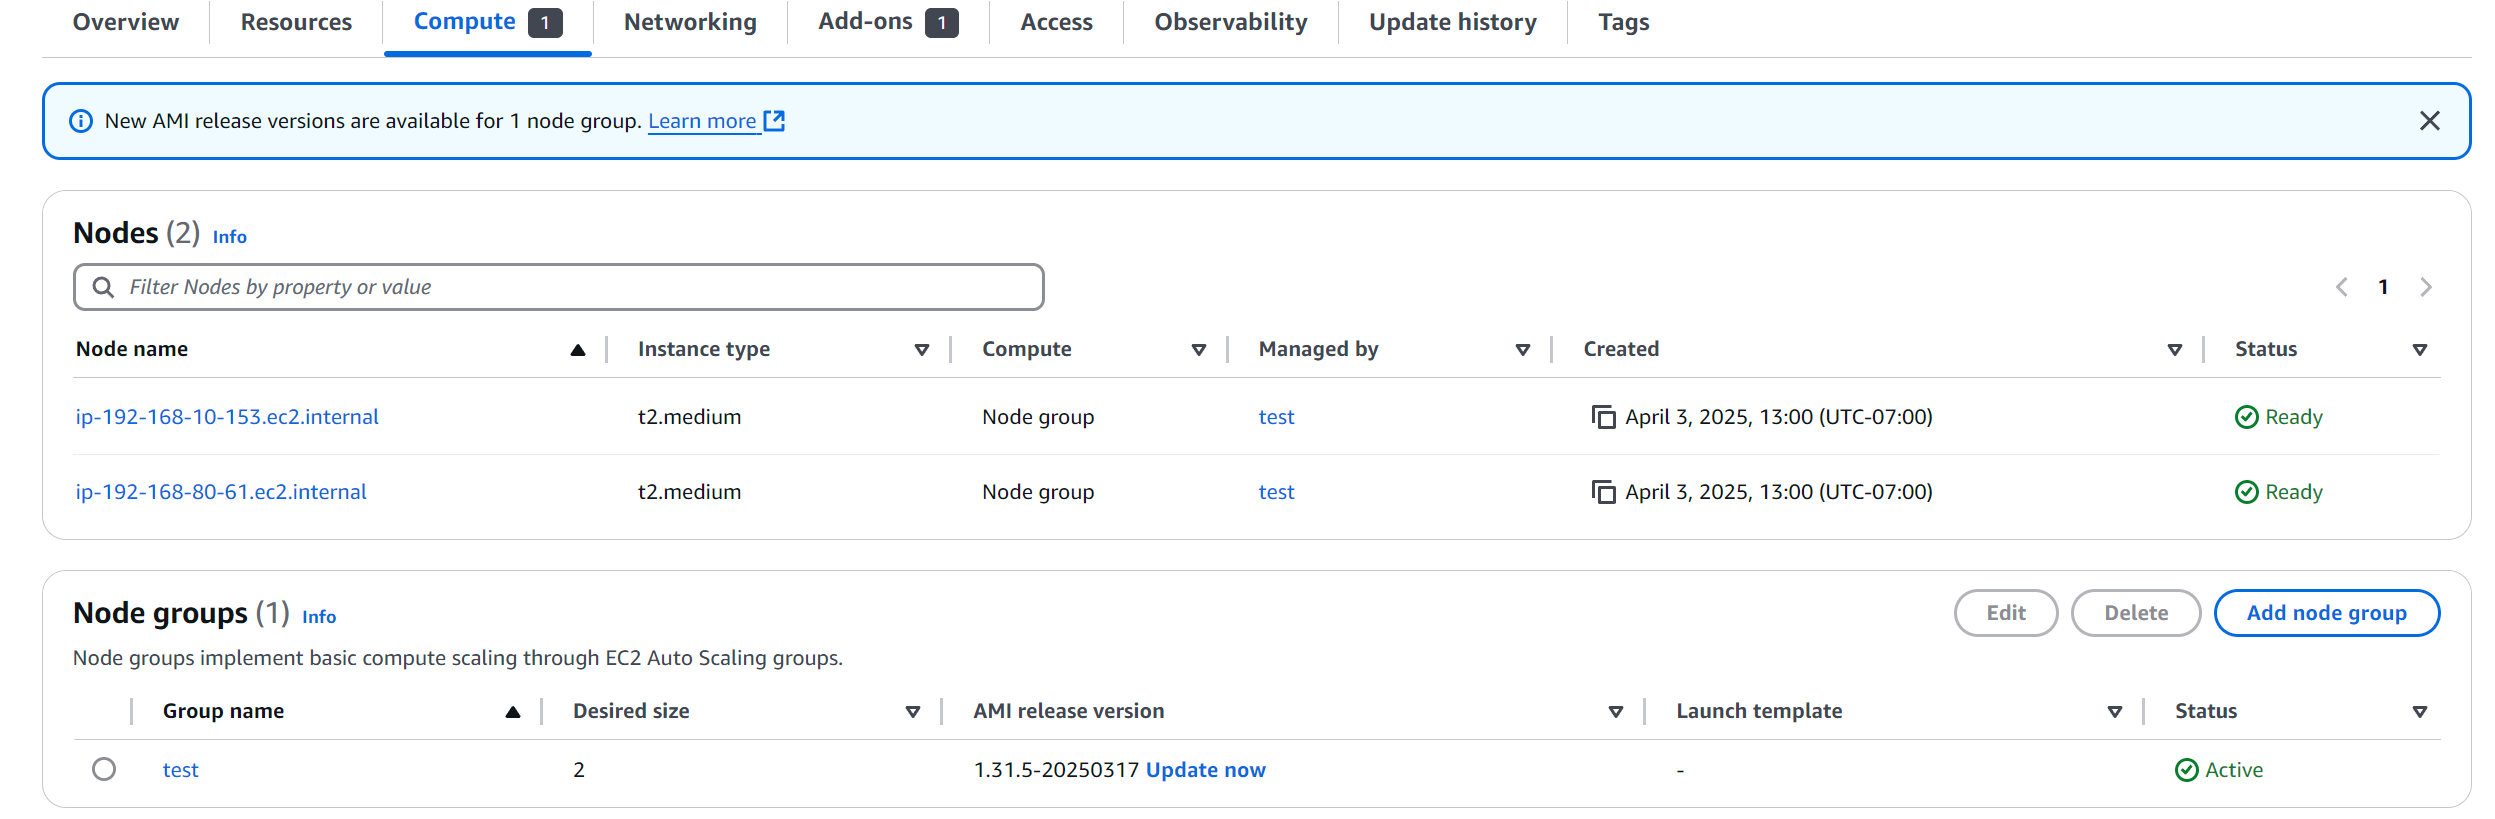 Overview Resources Compute 1 Networking Add-ons 1 Access Observability Update history Tags
New AMI release versions are available for 1 node group. Learn more
Nodes (2) Info
Filter Nodes by property or value
1
Node name Instance type Compute Managed by Created Status
ip-192-168-10-153.ec2.internal t2.medium Node group test April 3, 2025, 13:00 (UTC-07:00) Ready
ip-192-168-80-61.ec2.internal t2.medium Node group test April 3, 2025, 13:00 (UTC-07:00) Ready
Node groups (1) Info
Edit Delete Add node group
Node groups implement basic compute scaling through EC2 Auto Scaling groups.
Group name Desired size AMI release version Launch template Status
test 2 1.31.5-20250317 Update now - Active